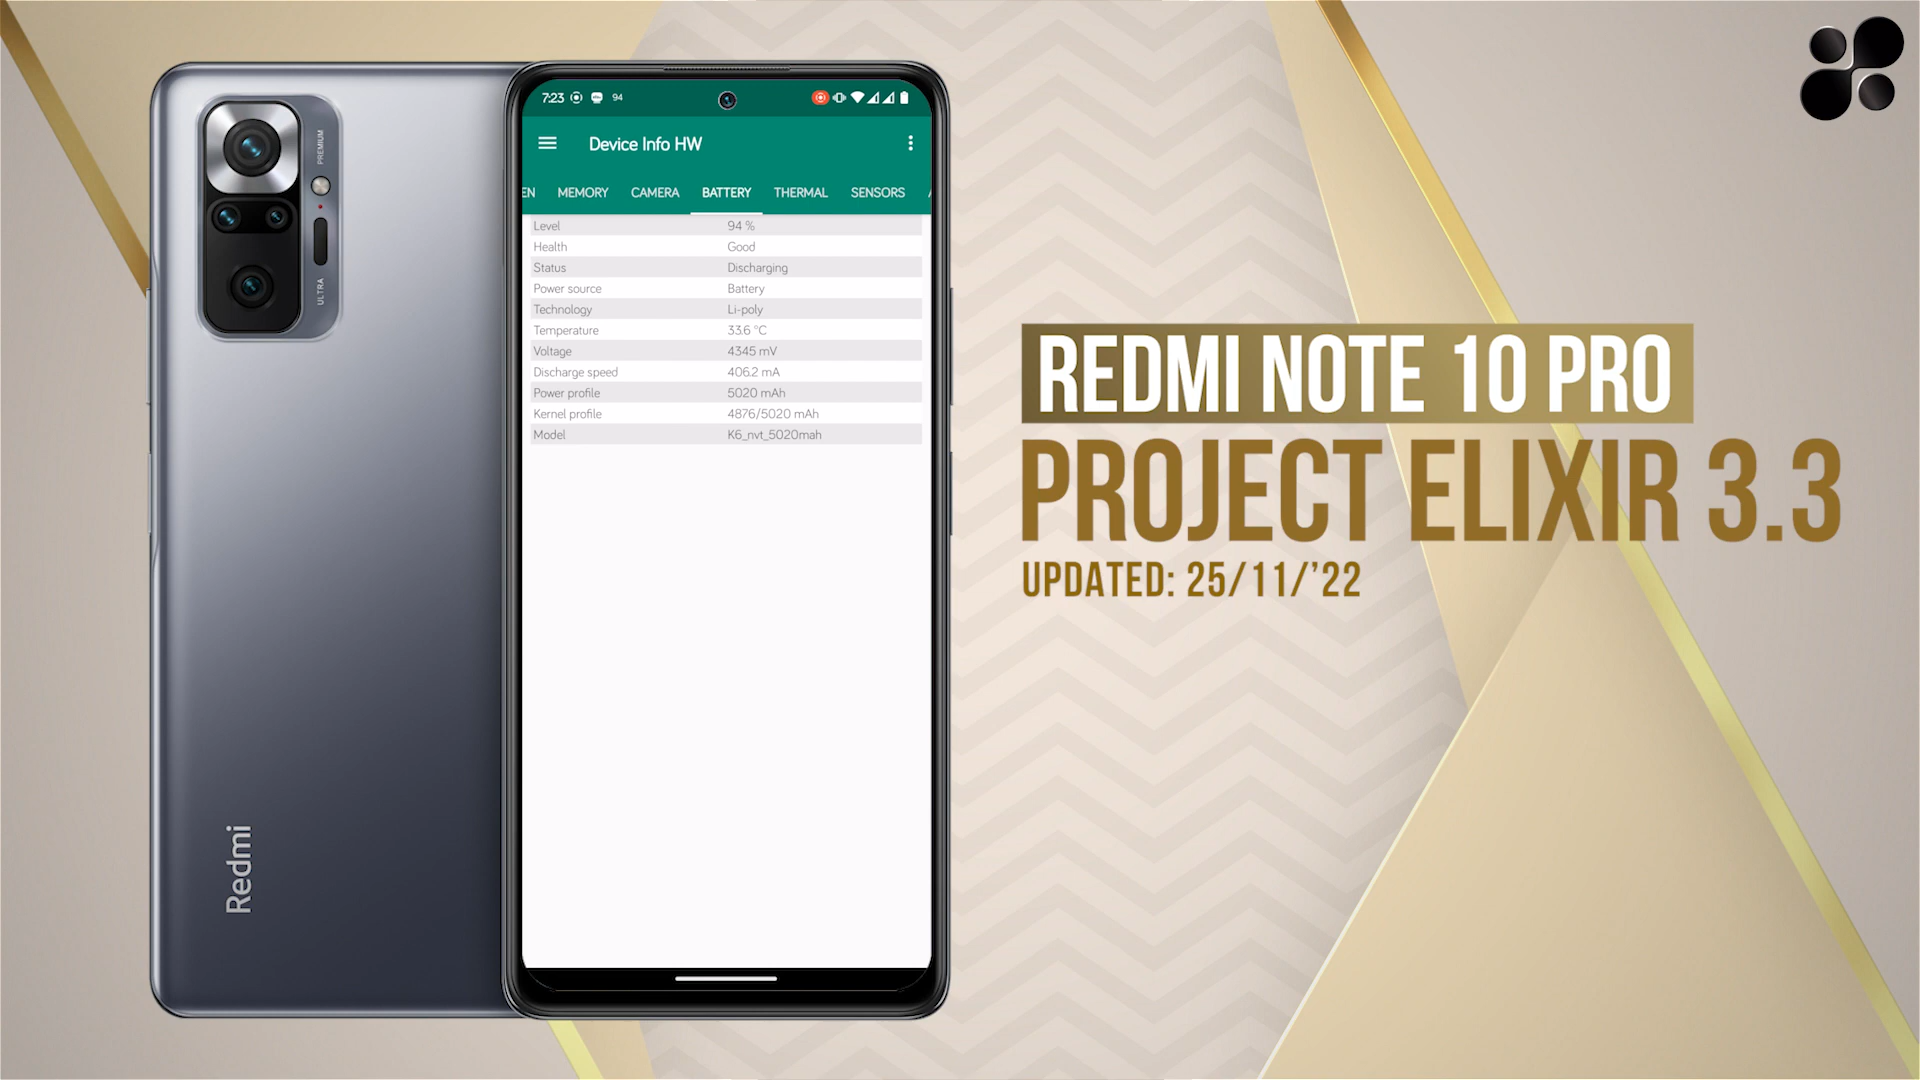 PREMIUM
ULTRA
Redmi
7:23 94
Device Info HW
EN MEMORY CAMERA BATTERY THERMAL SENSORS
Level 94 %
Health Good
Status Discharging
Power source Battery
Technology Li-poly
Temperature 33.6 °C
Voltage 4345 mV
Discharge speed 406.2 mA
Power profile 5020 mAh
Kernel profile 4876/5020 mAh
Model K6_nvt_5020mah
REDMI NOTE 10 PRO
PROJECT ELIXIR 3.3
UPDATED: 25/11/'22